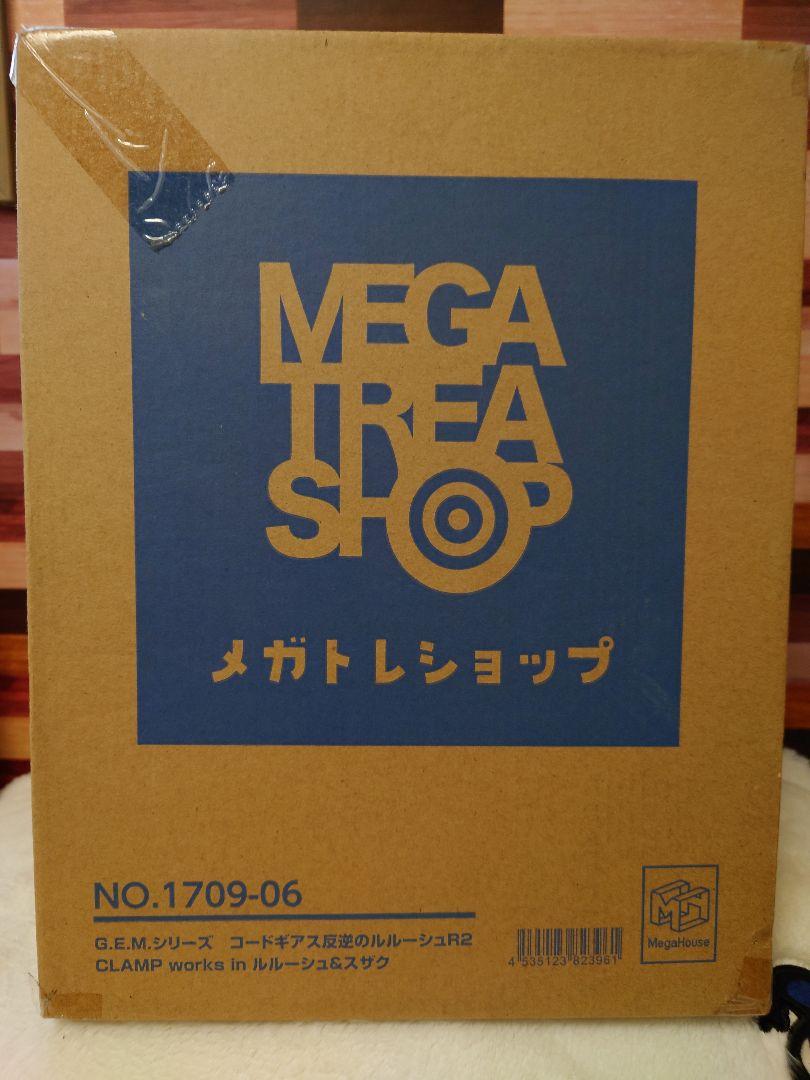 MEGA
TREA
SHOP
メガトレショップ
NO.1709-06
G.E.M.シリーズ コードギアス反逆のルルーシュR2
CLAMP works in ルルーシュ&スザク
4 535123 823961
MegaHouse